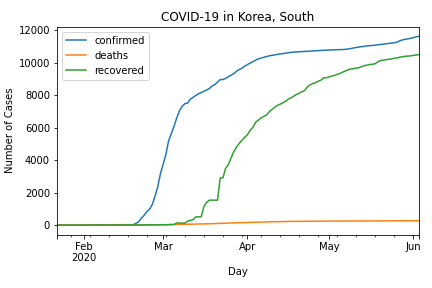 COVID-19 in Korea, South
confirmed
deaths
recovered
12000
10000
8000
6000
4000
2000
0
Number of Cases
Feb
2020
Mar
Apr
May
Jun
Day